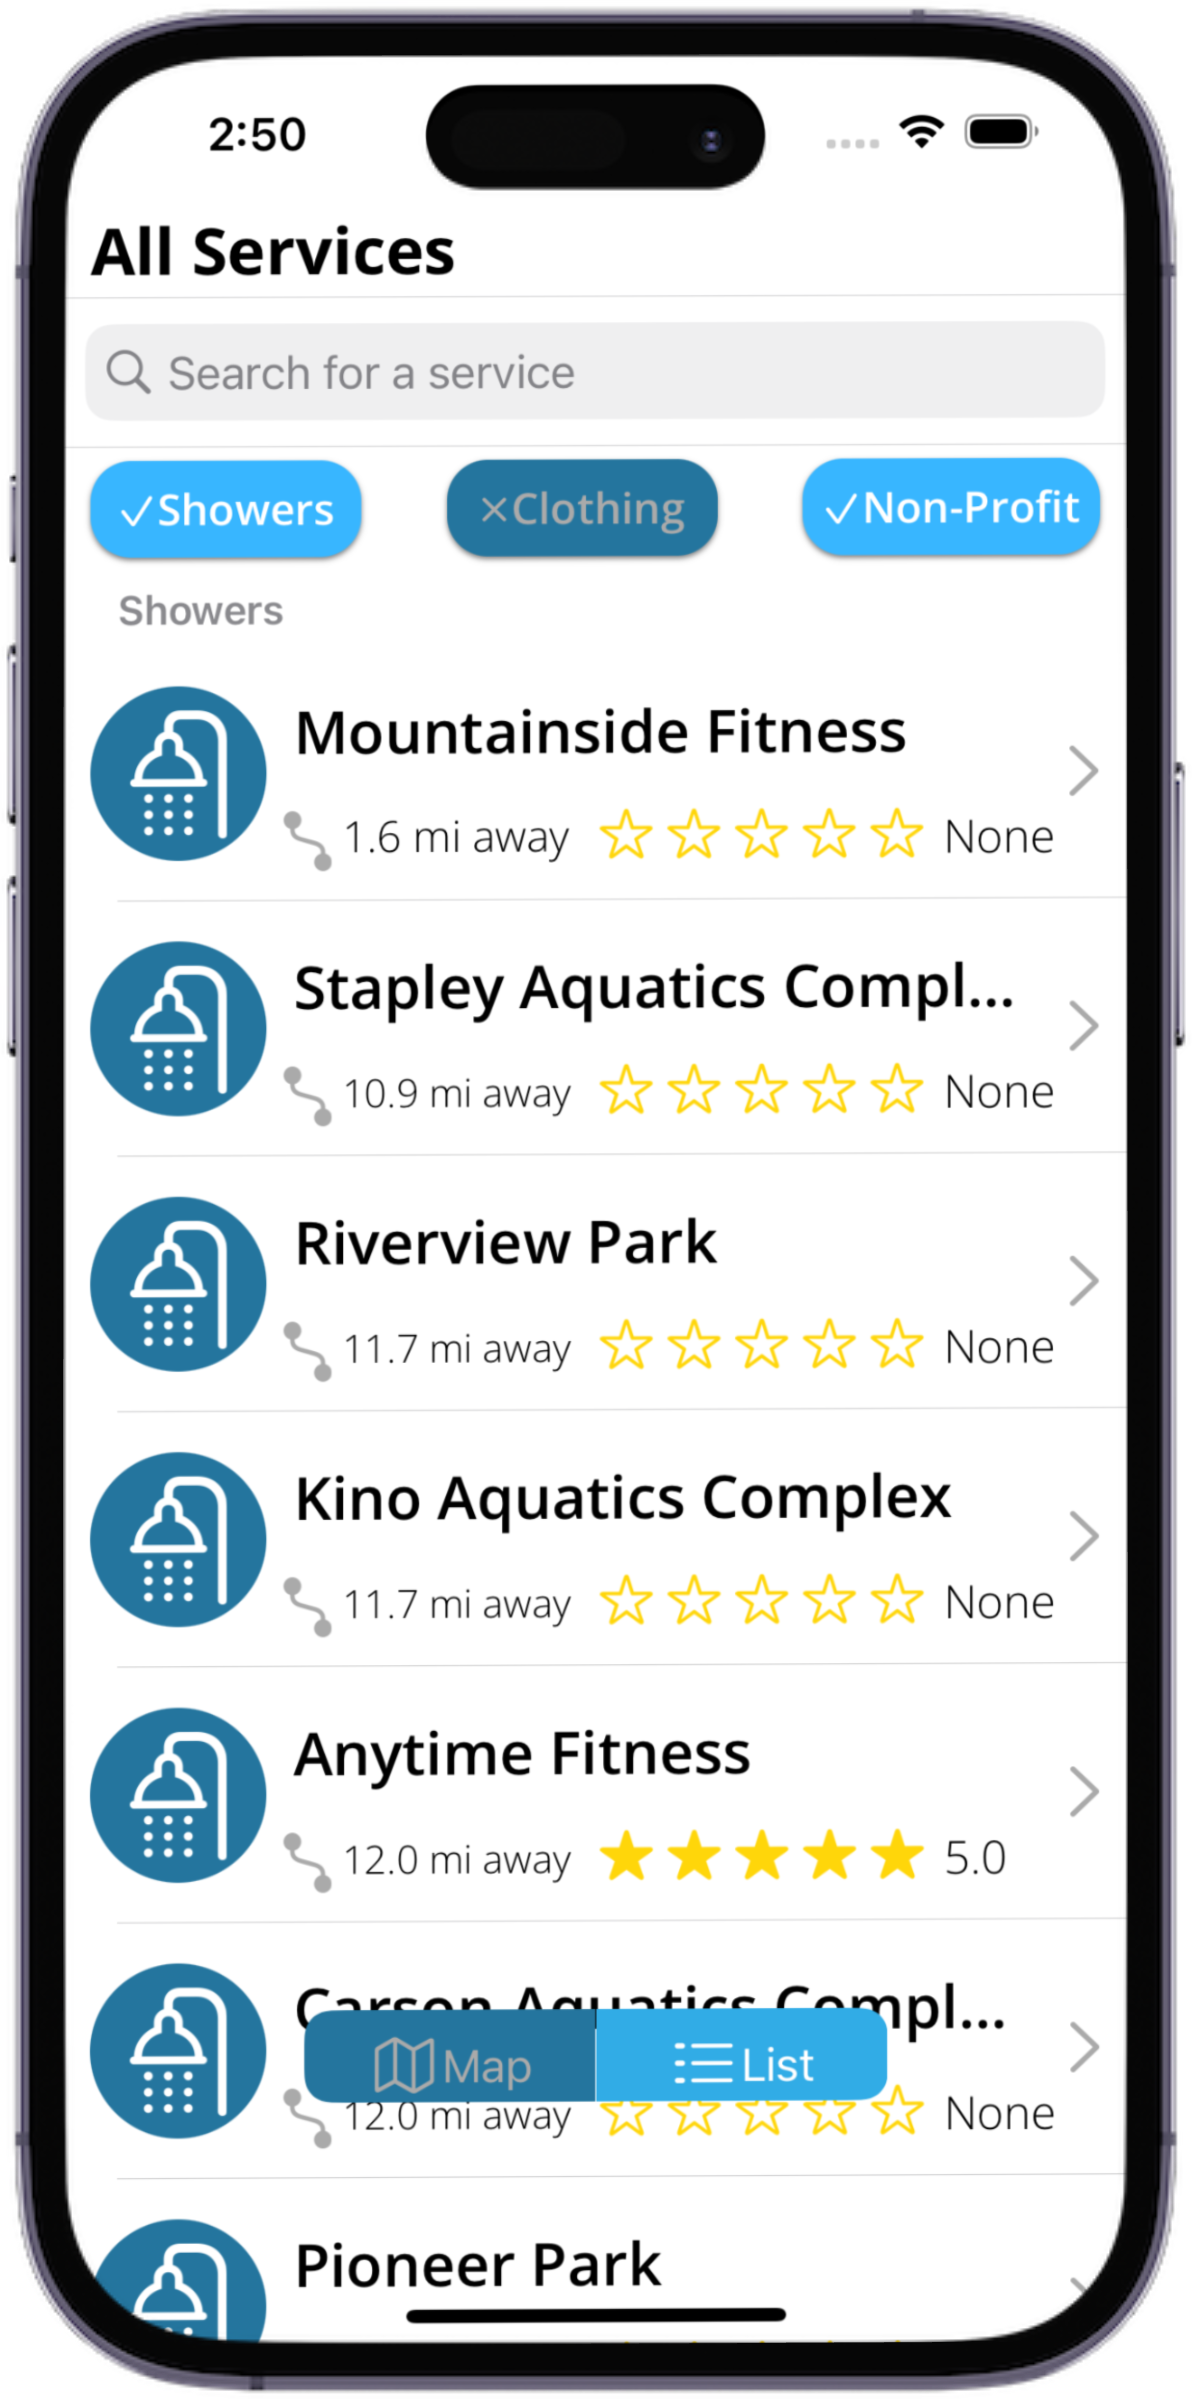 2:50
All Services
Search for a service
Showers Clothing Non-Profit
Showers
Mountainside Fitness
1.6 mi away None
Stapley Aquatics Compl...
10.9 mi away None
Riverview Park
11.7 mi away None
Kino Aquatics Complex
11.7 mi away None
Anytime Fitness
12.0 mi away 5.0
Carson Aquatics Compl...
Map List
12.0 mi away None
Pioneer Park